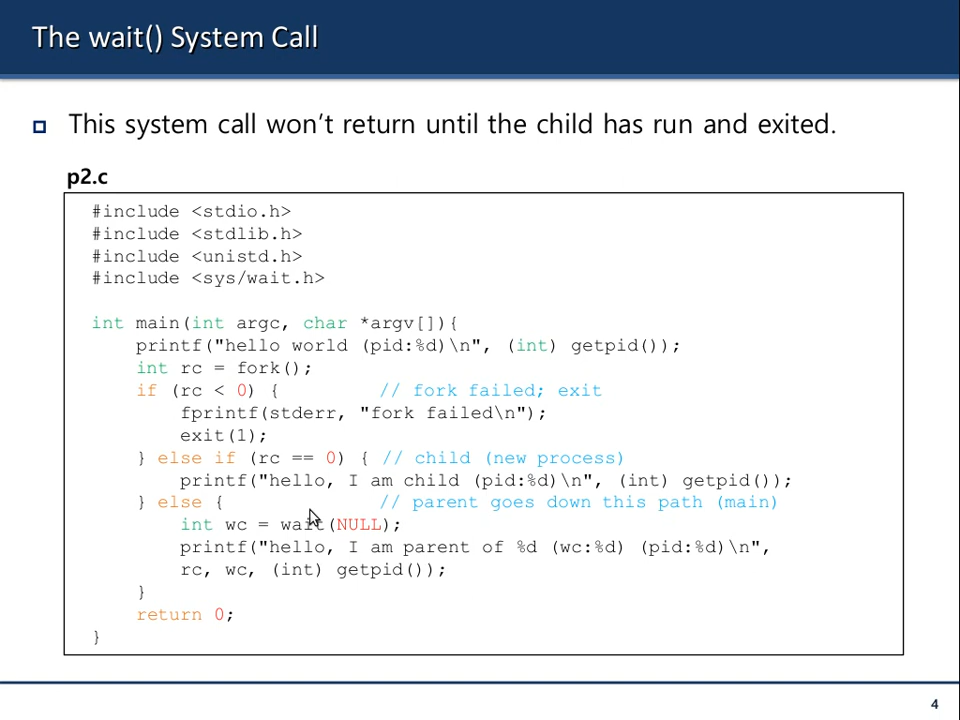 The wait() System Call
This system call won't return until the child has run and exited.
p2.c
#include <stdio.h>
#include <stdlib.h>
#include <unistd.h>
#include <sys/wait.h>
int main(int argc, char *argv[]){
    printf("hello world (pid:%d)\n", (int) getpid());
    int rc = fork();
    if (rc < 0) {         // fork failed; exit
        fprintf(stderr, "fork failed\n");
        exit(1);
    } else if (rc == 0) { // child (new process)
        printf("hello, I am child (pid:%d)\n", (int) getpid());
    } else {              // parent goes down this path (main)
        int wc = wait(NULL);
        printf("hello, I am parent of %d (wc:%d) (pid:%d)\n",
        rc, wc, (int) getpid());
    }
    return 0;
}
4